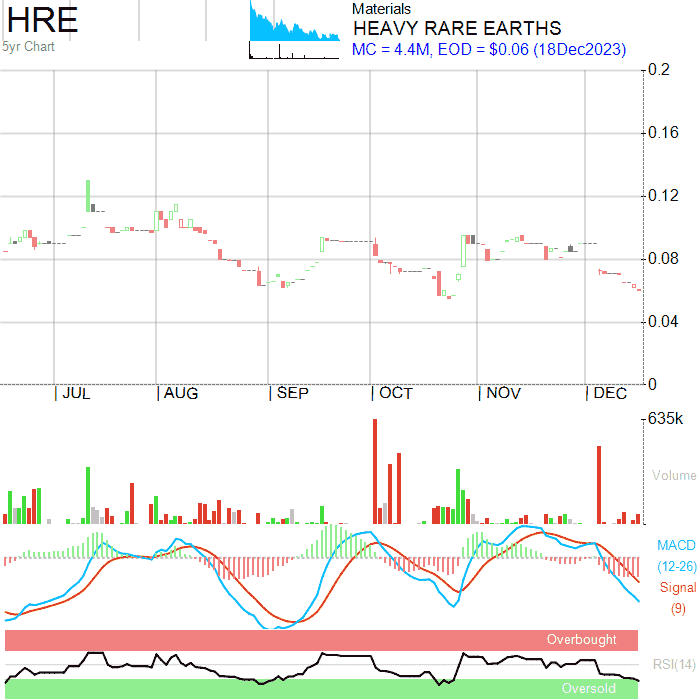 HRE
5yr Chart
Materials
HEAVY RARE EARTHS
MC = 4.4M, EOD = $0.06 (18Dec2023)
0.2
0.16
0.12
0.08
0.04
0
JUL AUG SEP OCT NOV DEC
635k
Volume
MACD
(12-26)
Signal
(9)
Overbought
RSI(14)
Oversold